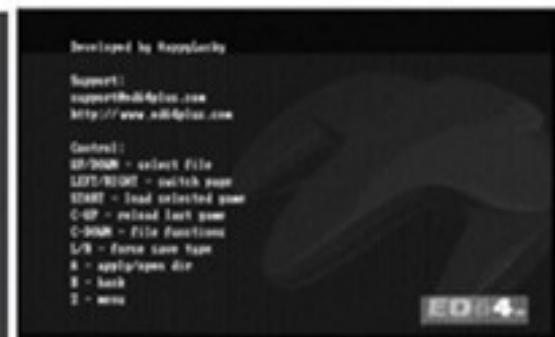 Developed by HappyLucky
Support:
support@ed64plus.com
http://www.ed64plus.com
Control:
UP/DOWN - select file
LEFT/RIGHT - switch page
START - load selected game
C-UP - reload last game
C-DOWN - file functions
L/R - force save type
A - apply/open dir
B - back
Z - menu
ED64+